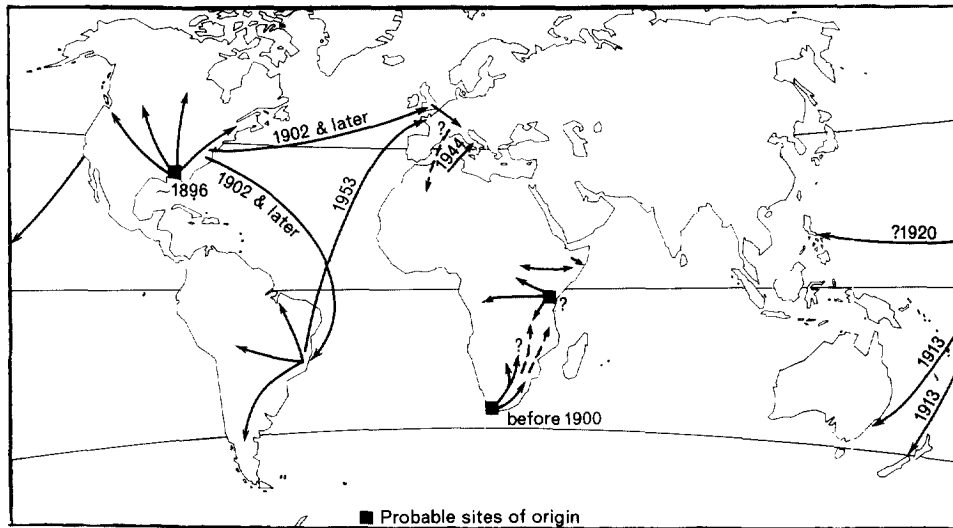 1902 & later
?
1944
1896
1902 & later
1953
?1920
?
?
1913
1913
before 1900
Probable sites of origin